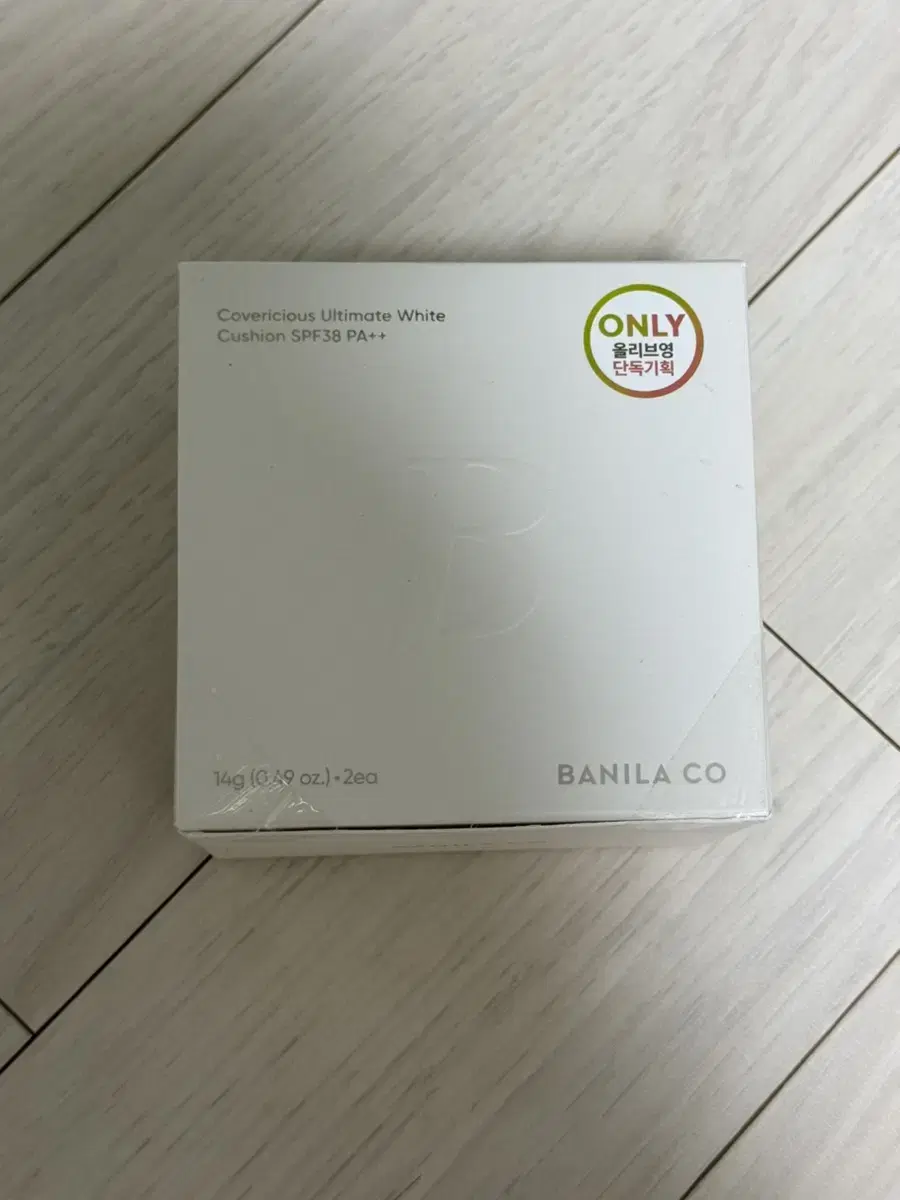 Covericious Ultimate White
Cushion SPF38 PA++
ONLY
올리브영
단독기획
14g (0.49 oz.) • 2ea
BANILA CO